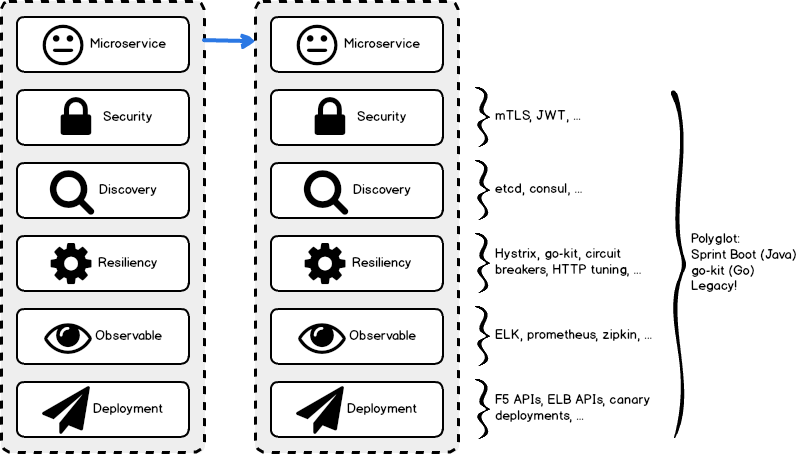 Microservice
Security
Discovery
Resiliency
Observable
Deployment
Microservice
Security
Discovery
Resiliency
Observable
Deployment
mTLS, JWT, ...
etcd, consul, ...
Hystrix, go-kit, circuit
breakers, HTTP tuning, ...
ELK, prometheus, zipkin, ...
F5 APIs, ELB APIs, canary
deployments, ...
Polyglot:
Sprint Boot (Java)
go-kit (Go)
Legacy!